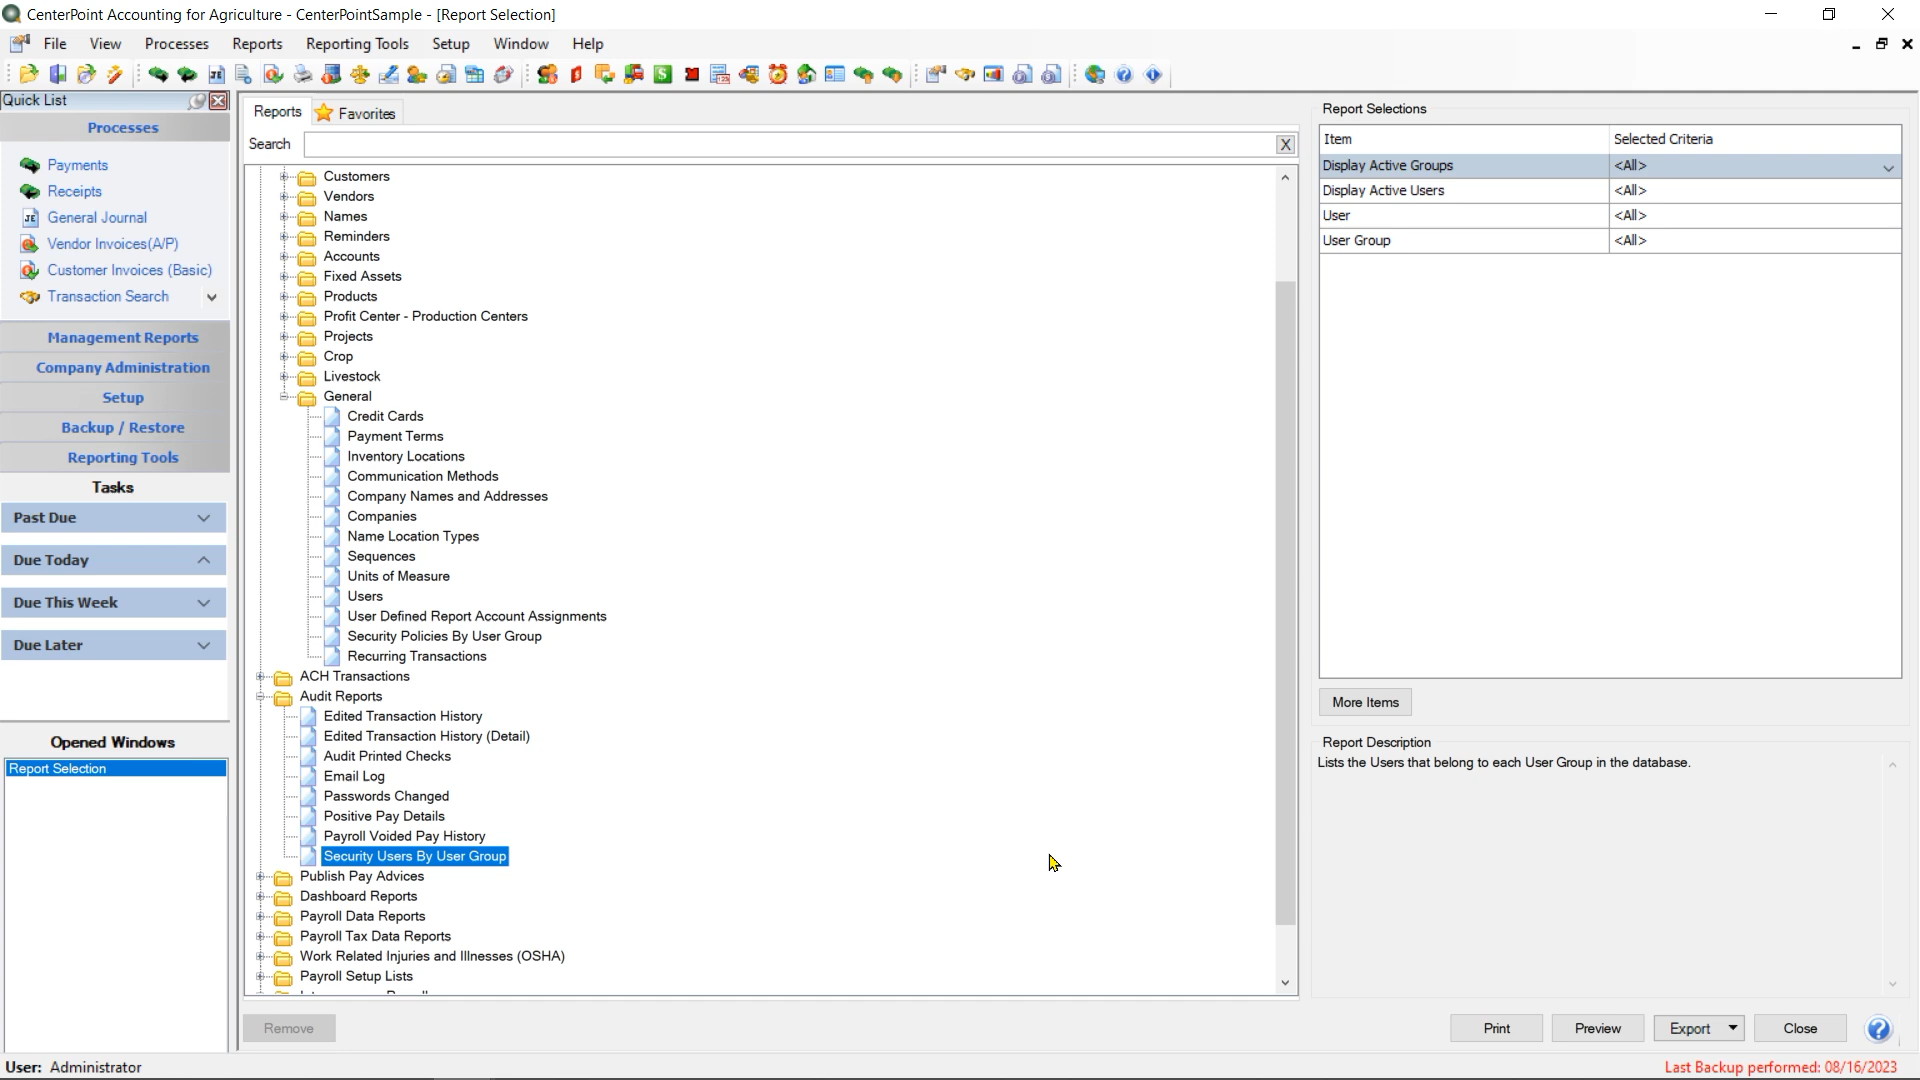 CenterPoint Accounting for Agriculture - CenterPointSample - [Report Selection]
File View Processes Reports Reporting Tools Setup Window Help
Quick List
Processes
Payments
Receipts
JE General Journal
Vendor Invoices(A/P)
Customer Invoices (Basic)
Transaction Search
Management Reports
Company Administration
Setup
Backup / Restore
Reporting Tools
Tasks
Past Due
Due Today
Due This Week
Due Later
Opened Windows
Report Selection
Reports Favorites
Search X
Customers
Vendors
Names
Reminders
Accounts
Fixed Assets
Products
Profit Center - Production Centers
Projects
Crop
Livestock
General
Credit Cards
Payment Terms
Inventory Locations
Communication Methods
Company Names and Addresses
Companies
Name Location Types
Sequences
Units of Measure
Users
User Defined Report Account Assignments
Security Policies By User Group
Recurring Transactions
ACH Transactions
Audit Reports
Edited Transaction History
Edited Transaction History (Detail)
Audit Printed Checks
Email Log
Passwords Changed
Positive Pay Details
Payroll Voided Pay History
Security Users By User Group
Publish Pay Advices
Dashboard Reports
Payroll Data Reports
Payroll Tax Data Reports
Work Related Injuries and Illnesses (OSHA)
Payroll Setup Lists
Remove
Report Selections
Item Selected Criteria
Display Active Groups <All>
Display Active Users <All>
User <All>
User Group <All>
More Items
Report Description
Lists the Users that belong to each User Group in the database.
Print Preview Export Close
User: Administrator
Last Backup performed: 08/16/2023